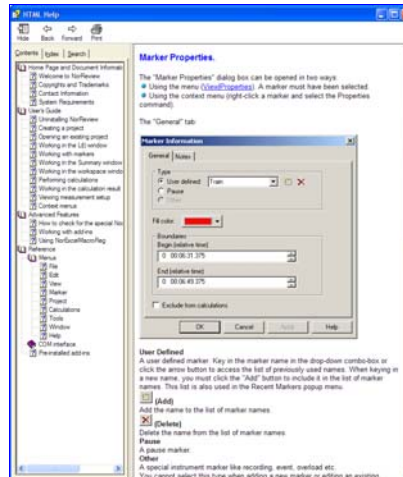 HTML Help
Hide Back Forward Print
Contents Index Search
Home Page and Document Informatic
Welcome to NorReview
Copyrights and Trademarks
Contact Information
System Requirements
User's Guide
Uninstalling NorReview
Creating a project
Opening an existing project
Working in the L(t) window
Working with markers
Working in the Summary window
Working in the workspace windo
Performing calculations
Working in the calculation result
Viewing measurement setup
Context menus
Advanced Features
How to check for the special Nor
Working with add-ins
Using NorExcelMacroReg
Reference
Menus
File
Edit
View
Marker
Project
Calculations
Tools
Window
Help
COM interface
Pre-installed add-ins
Marker Properties.
The "Marker Properties" dialog box can be opened in two ways:
Using the menu (ViewProperties). A marker must have been selected.
Using the context menu (right-click a marker and select the Properties
command).
The "General" tab
Marker Information
General Notes
Type
User defined Train
Pause
Other
Fill color:
Boundaries
Begin (relative time)
0 00:06:31.375
End (relative time)
0 00:06:49.375
Exclude from calculations
OK Cancel Apply Help
User Defined
A user defined marker. Key in the marker name in the drop-down combo-box or
click the arrow button to access the list of previously used names. When keying in
a new name, you must click the "Add" button to include it in the list of marker
names. This list is also used in the Recent Markers popup menu.
(Add)
Add the name to the list of marker names
(Delete)
Delete the name from the list of marker names
Pause
A pause marker.
Other
A special instrument marker like recording, event, overload etc.
You cannot select this type when adding a new marker or editing an existing